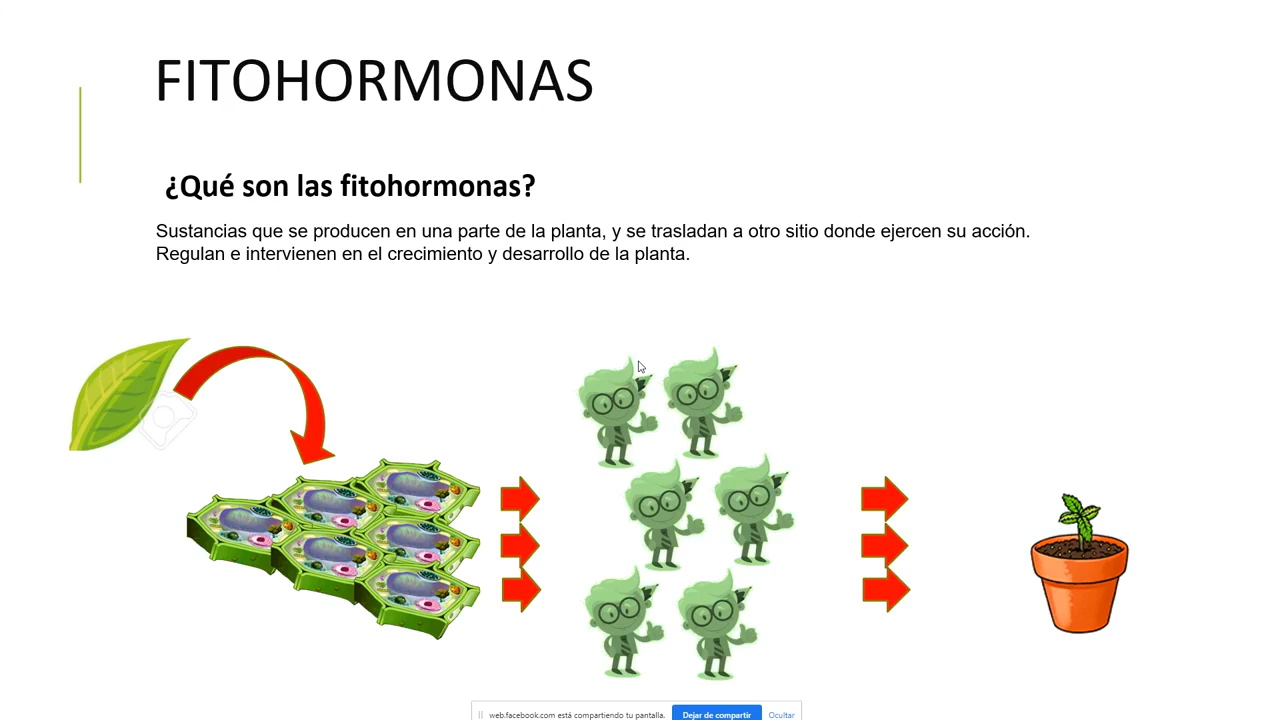 FITOHORMONAS
¿Qué son las fitohormonas?
Sustancias que se producen en una parte de la planta, y se trasladan a otro sitio donde ejercen su acción.
Regulan e intervienen en el crecimiento y desarrollo de la planta.
web.facebook.com está compartiendo tu pantalla. Dejar de compartir Ocultar